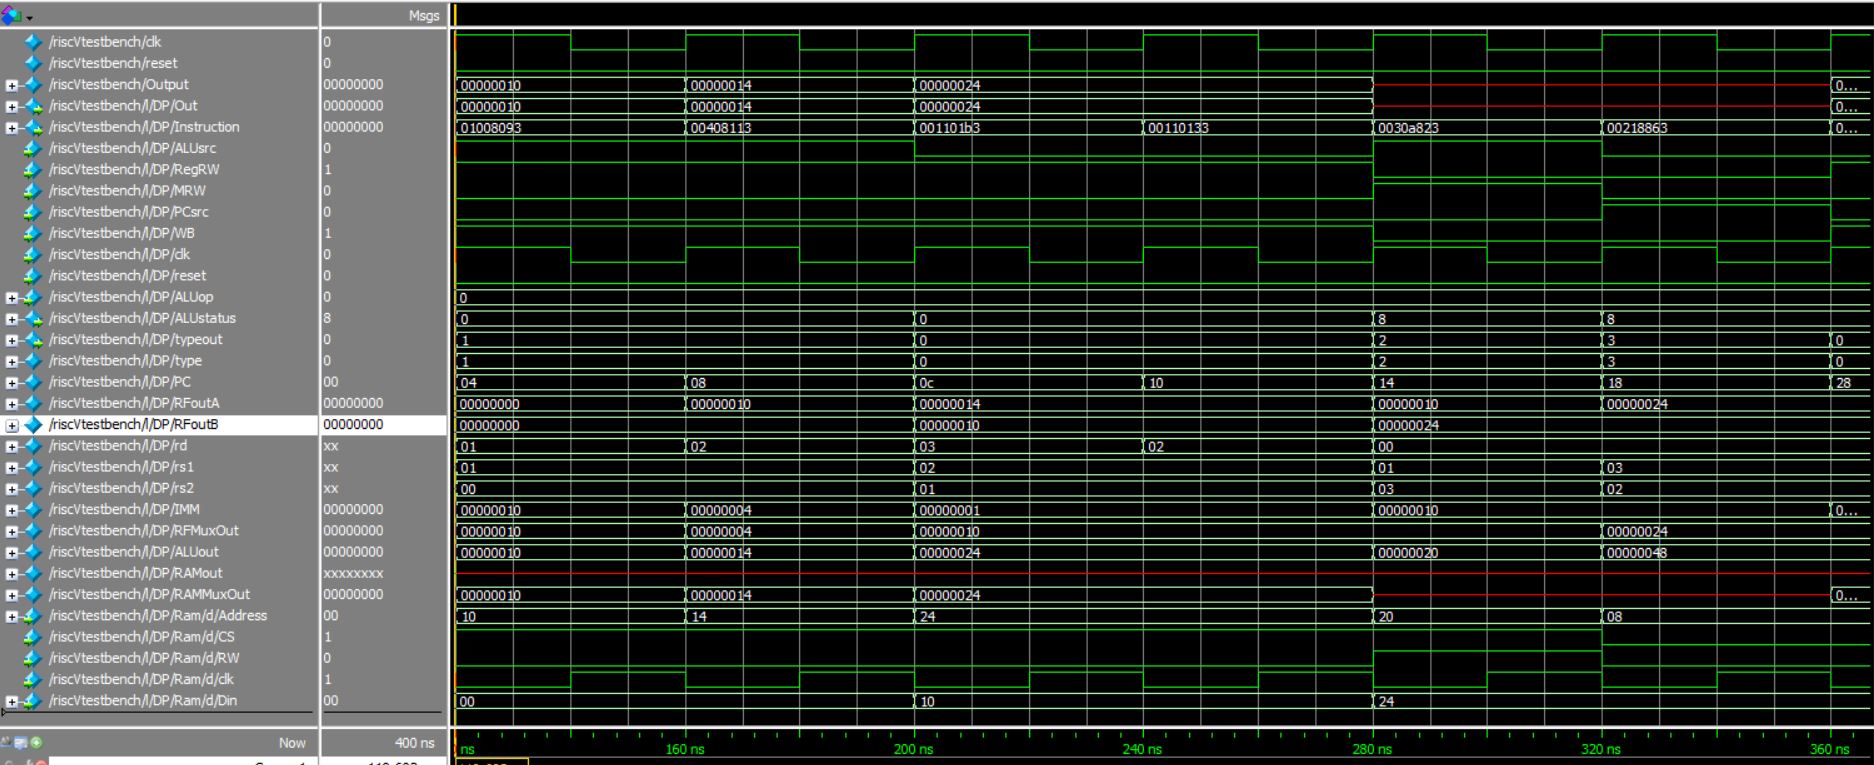 Msgs
/riscVtestbench/clk 0
/riscVtestbench/reset 0
/riscVtestbench/Output 00000000 00000010 00000014 00000024 0...
/riscVtestbench/I/DP/Out 00000000 00000010 00000014 00000024 0...
/riscVtestbench/I/DP/Instruction 00000000 01008093 00408113 001101b3 00110133 0030a823 00218863 0...
/riscVtestbench/I/DP/ALUsrc 0
/riscVtestbench/I/DP/RegRW 1
/riscVtestbench/I/DP/MRW 0
/riscVtestbench/I/DP/PCsrc 0
/riscVtestbench/I/DP/WB 1
/riscVtestbench/I/DP/clk 0
/riscVtestbench/I/DP/reset 0
/riscVtestbench/I/DP/ALUop 0 0
/riscVtestbench/I/DP/ALUstatus 8 0 0 8 8
/riscVtestbench/I/DP/typeout 0 1 0 2 3 0
/riscVtestbench/I/DP/type 0 1 0 2 3 0
/riscVtestbench/I/DP/PC 00 04 08 0c 10 14 18 28
/riscVtestbench/I/DP/RFoutA 00000000 00000000 00000010 00000014 00000010 00000024
/riscVtestbench/I/DP/RFoutB 00000000 00000000 00000010 00000024
/riscVtestbench/I/DP/rd xx 01 02 03 02 00
/riscVtestbench/I/DP/rs1 xx 01 02 01 03
/riscVtestbench/I/DP/rs2 xx 00 01 03 02
/riscVtestbench/I/DP/IMM 00000000 00000010 00000004 00000001 00000010 0...
/riscVtestbench/I/DP/RFMuxOut 00000000 00000010 00000004 00000010 00000024
/riscVtestbench/I/DP/ALUout 00000000 00000010 00000014 00000024 00000020 00000048
/riscVtestbench/I/DP/RAMout xxxxxxxx
/riscVtestbench/I/DP/RAMMuxOut 00000000 00000010 00000014 00000024 0...
/riscVtestbench/I/DP/Ram/d/Address 00 10 14 24 20 08
/riscVtestbench/I/DP/Ram/d/CS 1
/riscVtestbench/I/DP/Ram/d/RW 0
/riscVtestbench/I/DP/Ram/d/clk 1
/riscVtestbench/I/DP/Ram/d/Din 00 00 10 24
Now 400 ns ns 160 ns 200 ns 240 ns 280 ns 320 ns 360 ns